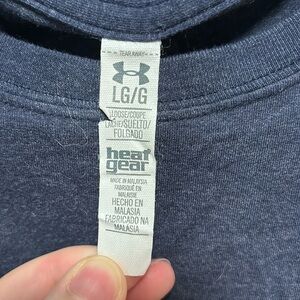 TEAR AWAY
LG/G
LOOSE/COUPE
LÂCHE/SUELTO/
FOLGADO
heat
gear
MADE IN MALAYSIA
FABRIQUÉ EN
MALAISIE
HECHO EN
MALASIA
FABRICADO NA
MALÁSIA